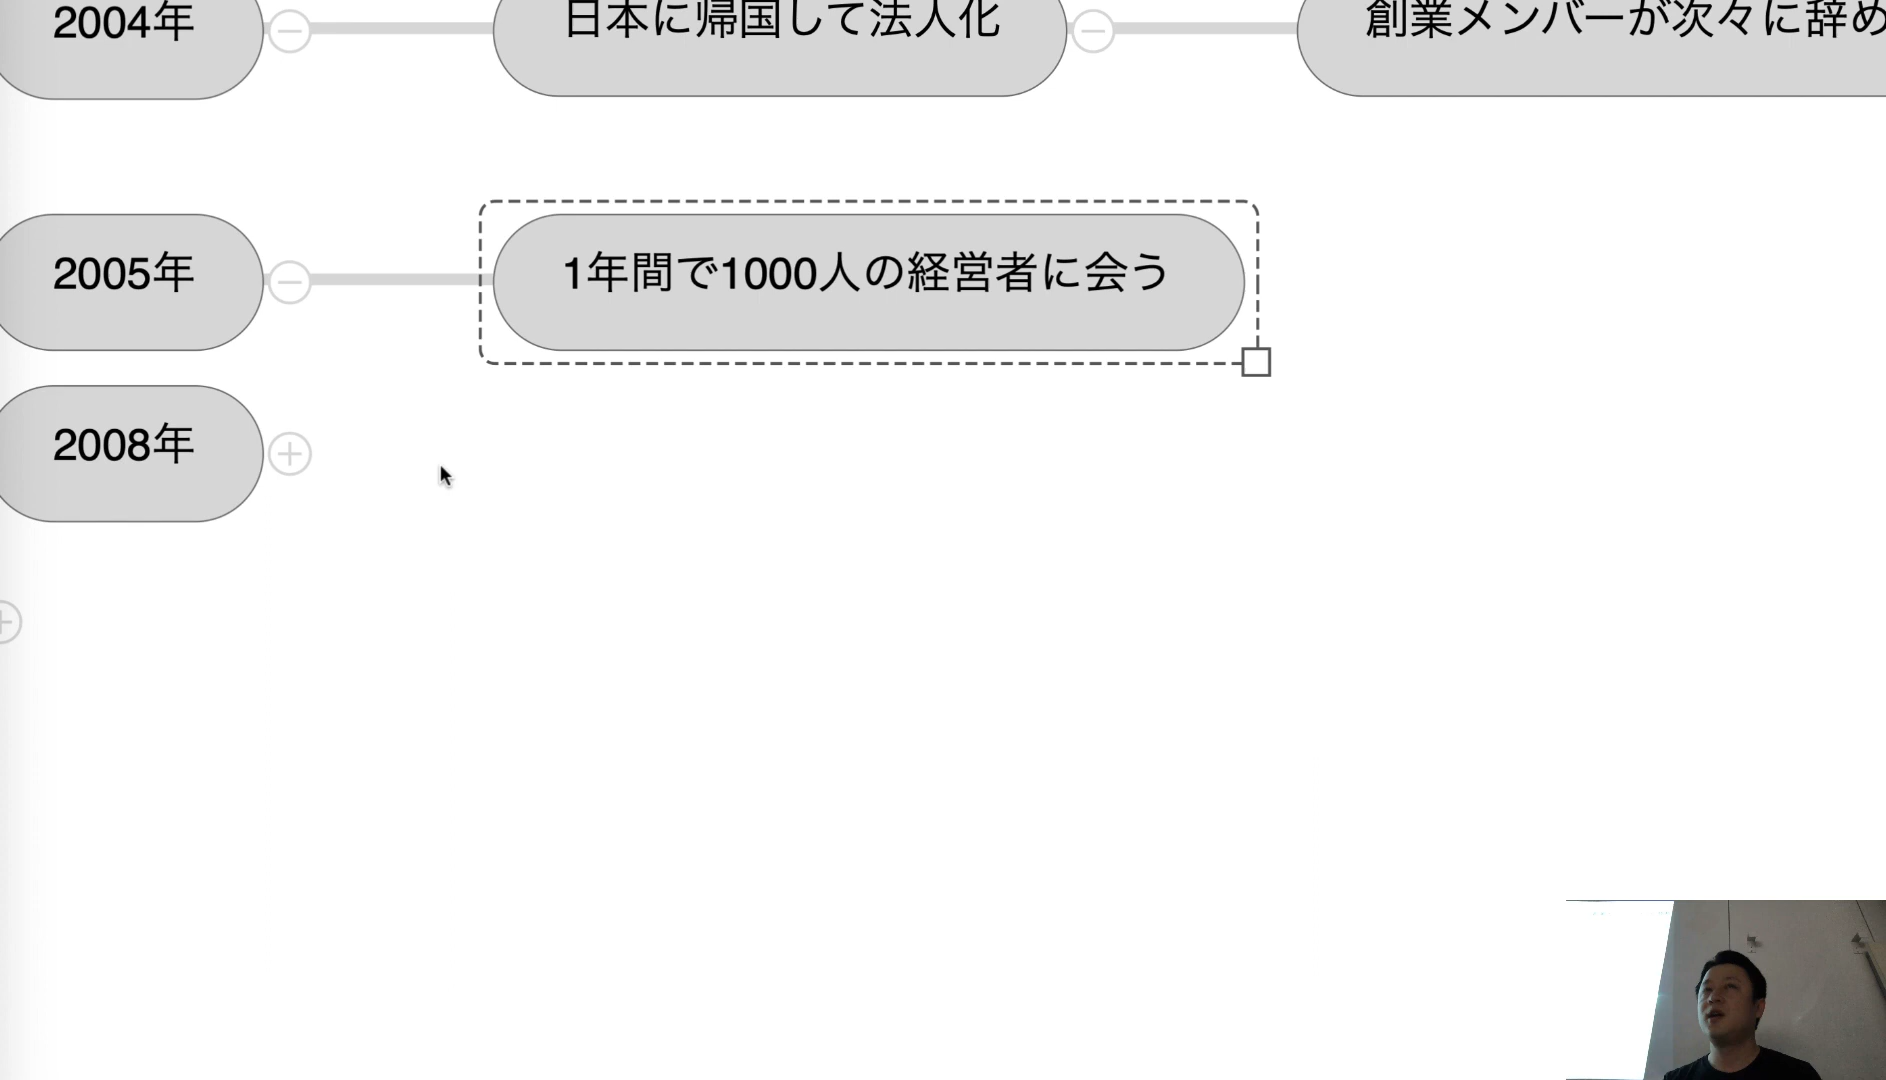 2004年
日本に帰国して法人化
創業メンバーが次々に辞め
2005年
1年間で1000人の経営者に会う
2008年